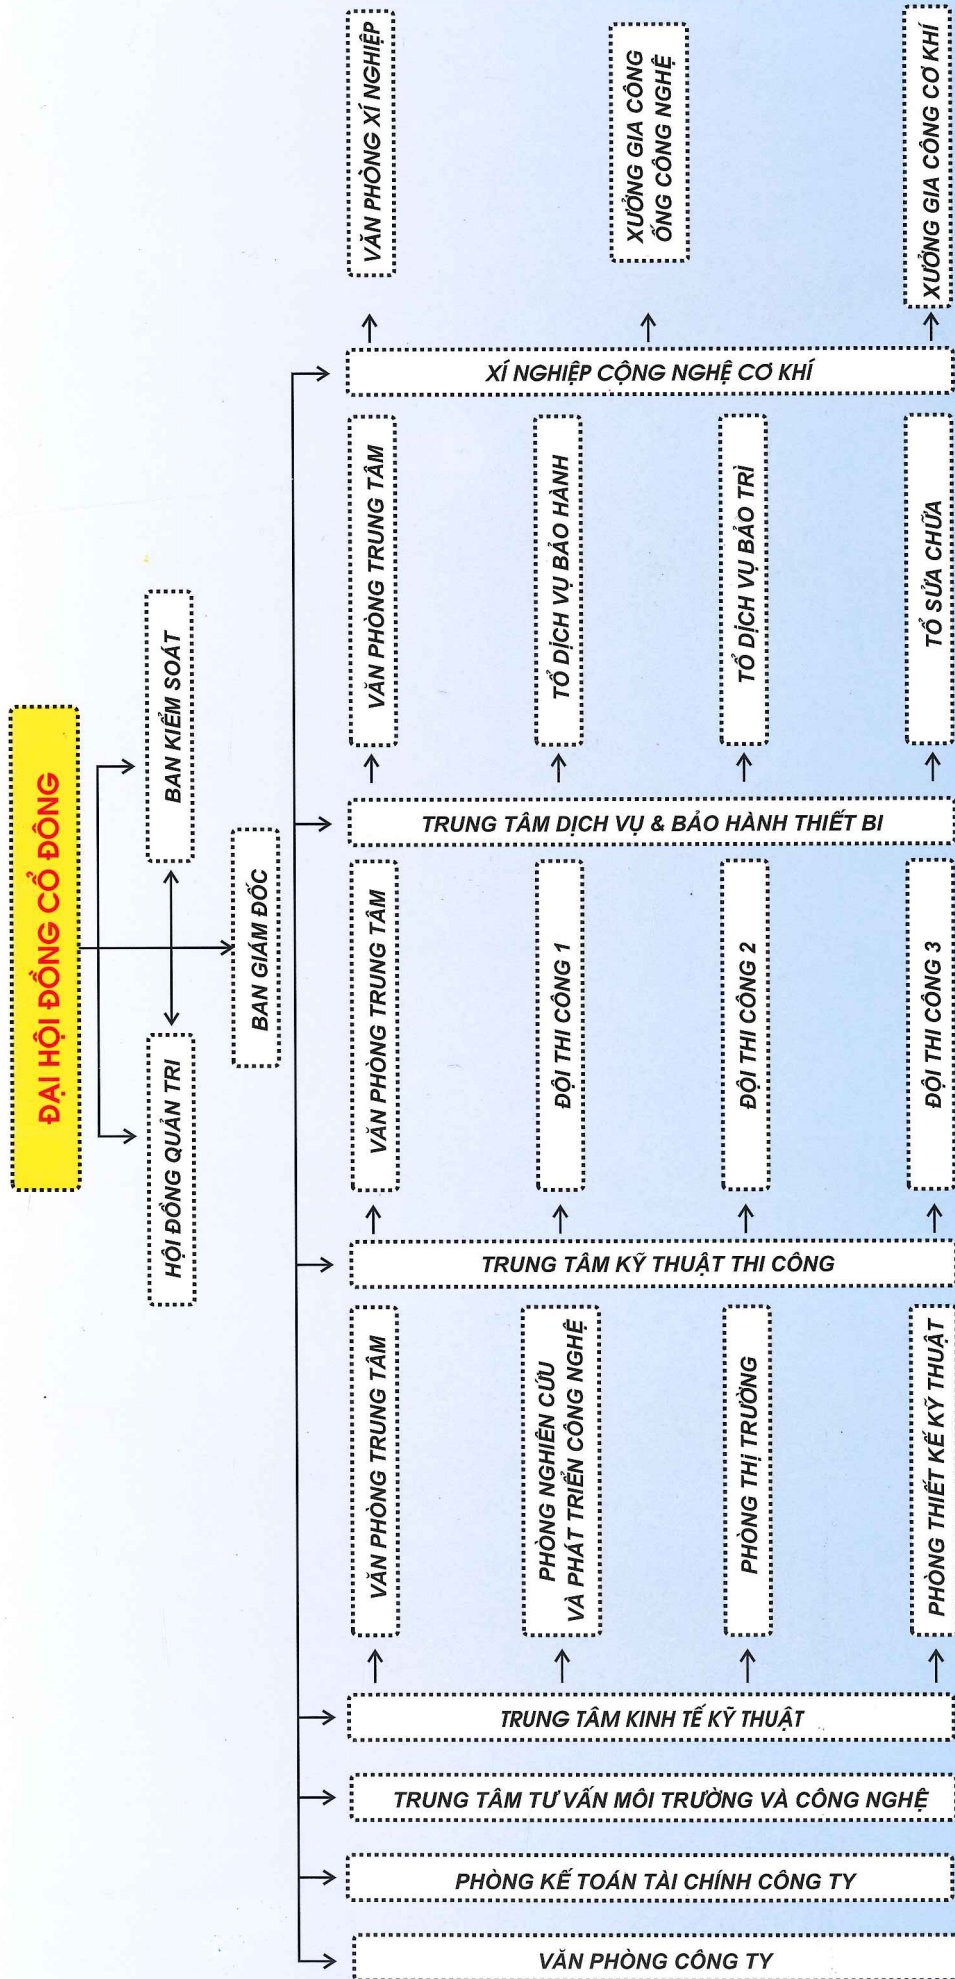 ĐẠI HỘI ĐỒNG CỔ ĐÔNG
HỘI ĐỒNG QUẢN TRI
BAN KIỂM SOÁT
BAN GIÁM ĐỐC
VĂN PHÒNG CÔNG TY
PHÒNG KẾ TOÁN TÀI CHÍNH CÔNG TY
TRUNG TÂM TƯ VẤN MÔI TRƯỜNG VÀ CÔNG NGHỆ
TRUNG TÂM KINH TẾ KỸ THUẬT
VĂN PHÒNG TRUNG TÂM
PHÒNG NGHIÊN CỨU
VÀ PHÁT TRIỂN CÔNG NGHỆ
PHÒNG THỊ TRƯỜNG
PHÒNG THIẾT KẾ KỸ THUẬT
TRUNG TÂM KỸ THUẬT THI CÔNG
VĂN PHÒNG TRUNG TÂM
ĐỘI THI CÔNG 1
ĐỘI THI CÔNG 2
ĐỘI THI CÔNG 3
TRUNG TÂM DỊCH VỤ & BẢO HÀNH THIẾT BI
VĂN PHÒNG TRUNG TÂM
TỔ DỊCH VỤ BẢO HÀNH
TỔ DỊCH VỤ BẢO TRÌ
TỔ SỬA CHỮA
XÍ NGHIỆP CỘNG NGHỆ CƠ KHÍ
VĂN PHÒNG XÍ NGHIỆP
XƯỞNG GIA CÔNG
ỐNG CÔNG NGHỆ
XƯỞNG GIA CÔNG CƠ KHÍ